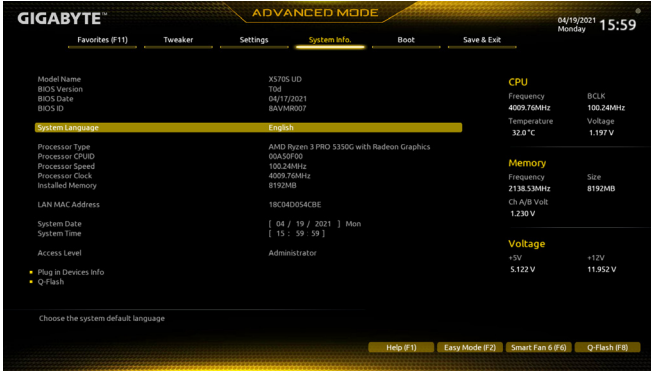 GIGABYTE™
ADVANCED MODE
04/19/2021 Monday 15:59
Favorites (F11) Tweaker Settings System Info. Boot Save & Exit
Model Name X570S UD
BIOS Version T0d
BIOS Date 04/17/2021
BIOS ID 8AVMR007
System Language English
Processor Type AMD Ryzen 3 PRO 5350G with Radeon Graphics
Processor CPUID 00A50F00
Processor Speed 100.24MHz
Processor Clock 4009.76MHz
Installed Memory 8192MB
LAN MAC Address 18C04D054CBE
System Date [ 04 / 19 / 2021 ] Mon
System Time [ 15 : 59 : 59 ]
Access Level Administrator
Plug in Devices Info
Q-Flash
Choose the system default language
CPU
Frequency BCLK
4009.76MHz 100.24MHz
Temperature Voltage
32.0 °C 1.197 V
Memory
Frequency Size
2138.53MHz 8192MB
Ch A/B Volt
1.230 V
Voltage
+5V +12V
5.122 V 11.952 V
Help (F1) Easy Mode (F2) Smart Fan 6 (F6) Q-Flash (F8)